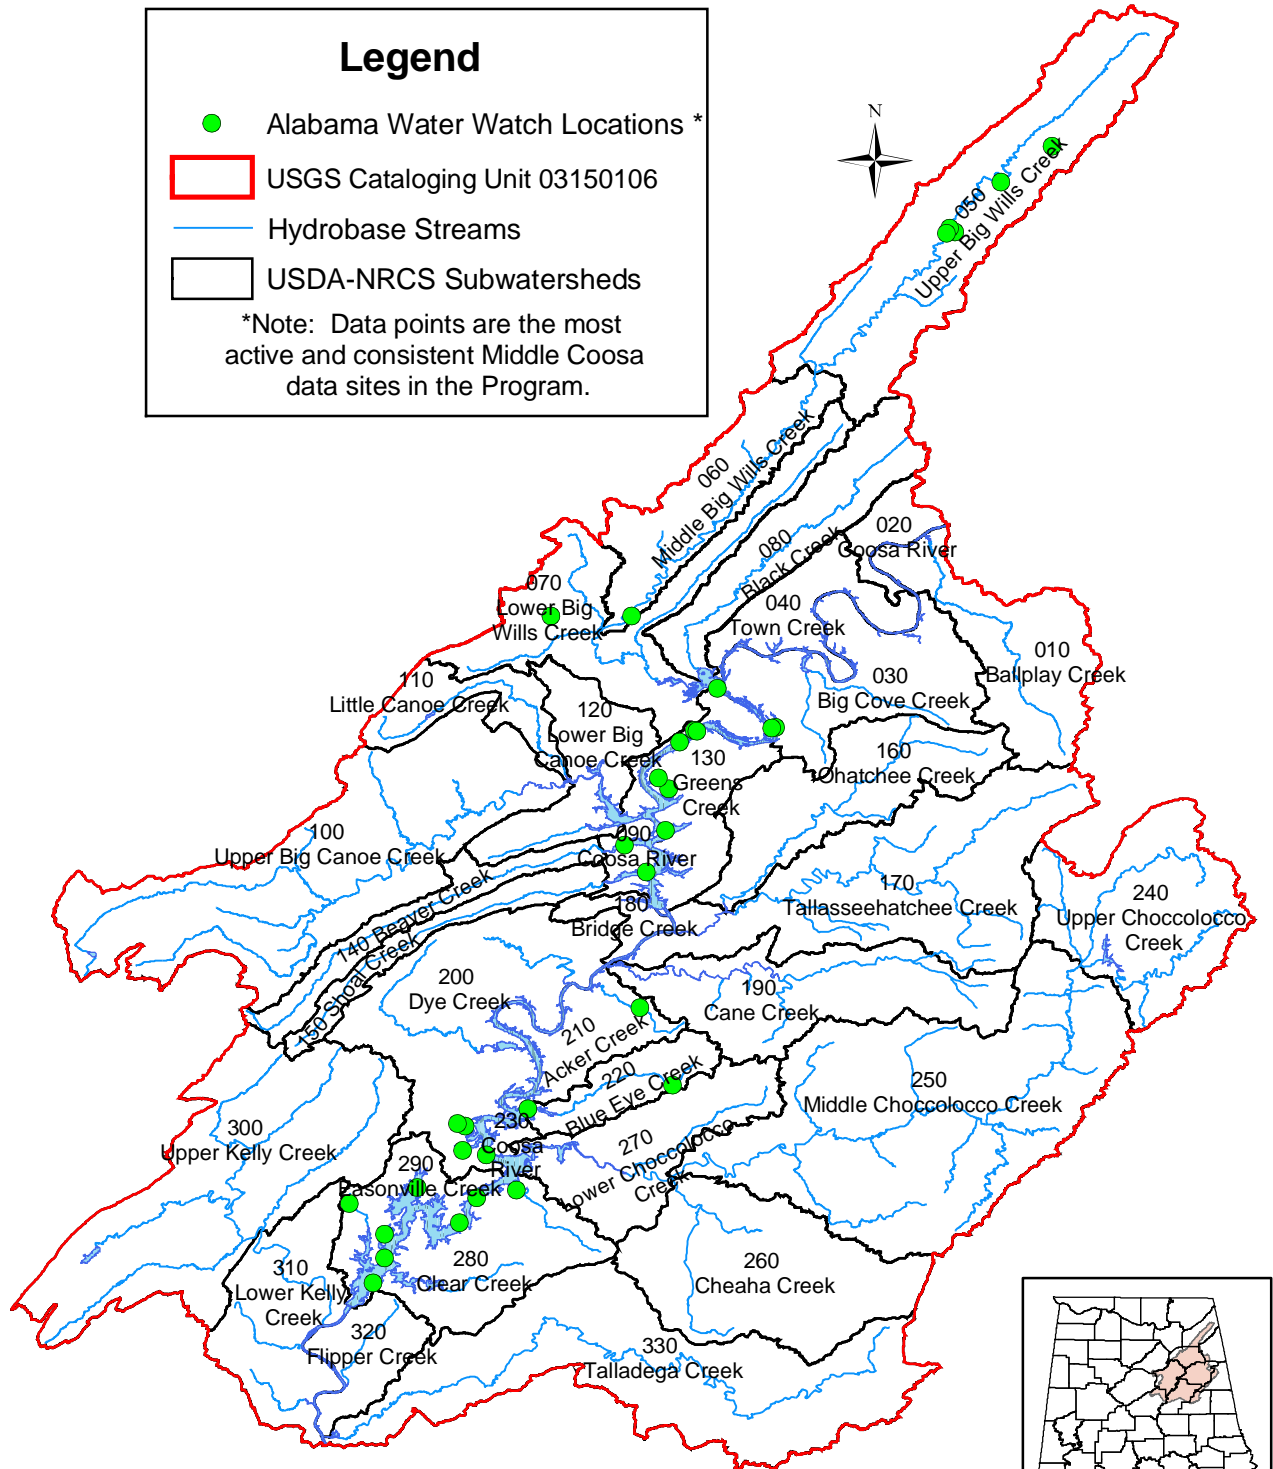 Legend
Alabama Water Watch Locations *
USGS Cataloging Unit 03150106
Hydrobase Streams
USDA-NRCS Subwatersheds
*Note: Data points are the most
active and consistent Middle Coosa
data sites in the Program.
N
050
Upper Big Wills Creek
060
Middle Big Wills Creek
080
Black Creek
020
Coosa River
070
Lower Big
Wills Creek
040
Town Creek
010
Ballplay Creek
030
Big Cove Creek
110
Little Canoe Creek
120
Lower Big
Canoe Creek
130
Greens
Creek
160
Ohatchee Creek
100
Upper Big Canoe Creek
090
Coosa River
140 Beaver Creek
150 Shoal Creek
180
Bridge Creek
170
Tallasseehatchee Creek
240
Upper Choccolocco
Creek
200
Dye Creek
190
Cane Creek
210
Acker Creek
220
Blue Eye Creek
250
Middle Choccolocco Creek
300
Upper Kelly Creek
230
Coosa
River
270
Lower Choccolocco
Creek
290
Easonville Creek
310
Lower Kelly
Creek
280
Clear Creek
260
Cheaha Creek
320
Flipper Creek
330
Talladega Creek